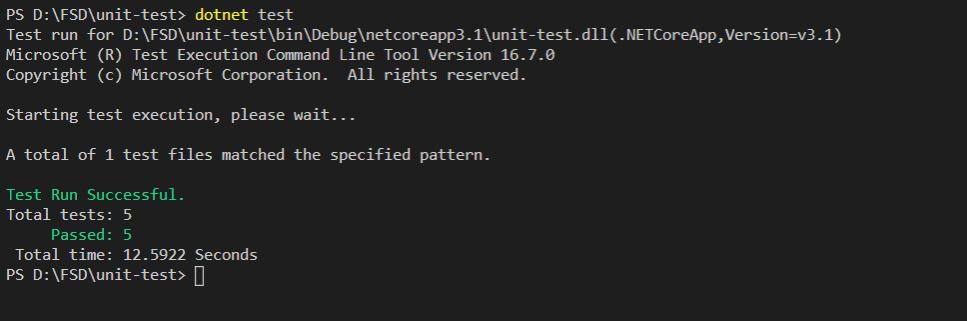 PS D:\FSD\unit-test> dotnet test
Test run for D:\FSD\unit-test\bin\Debug\netcoreapp3.1\unit-test.dll(.NETCoreApp,Version=v3.1)
Microsoft (R) Test Execution Command Line Tool Version 16.7.0
Copyright (c) Microsoft Corporation.  All rights reserved.
Starting test execution, please wait...
A total of 1 test files matched the specified pattern.
Test Run Successful.
Total tests: 5
     Passed: 5
 Total time: 12.5922 Seconds
PS D:\FSD\unit-test>